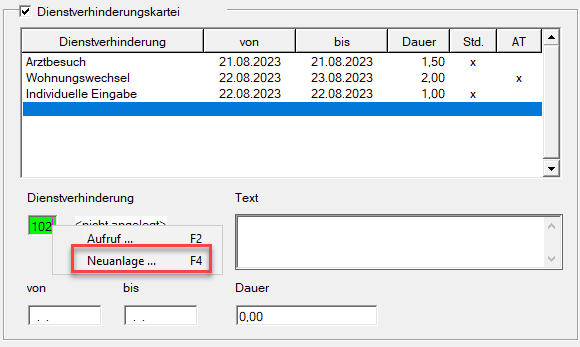 Dienstverhinderungskartei
Dienstverhinderung von bis Dauer Std. AT
Arztbesuch 21.08.2023 21.08.2023 1,50 x
Wohnungswechsel 22.08.2023 23.08.2023 2,00 x
Individuelle Eingabe 22.08.2023 22.08.2023 1,00 x
Dienstverhinderung Text
102 <nicht angelegt>
Aufruf ... F2
Neuanlage ... F4
von bis Dauer
. . . . 0,00